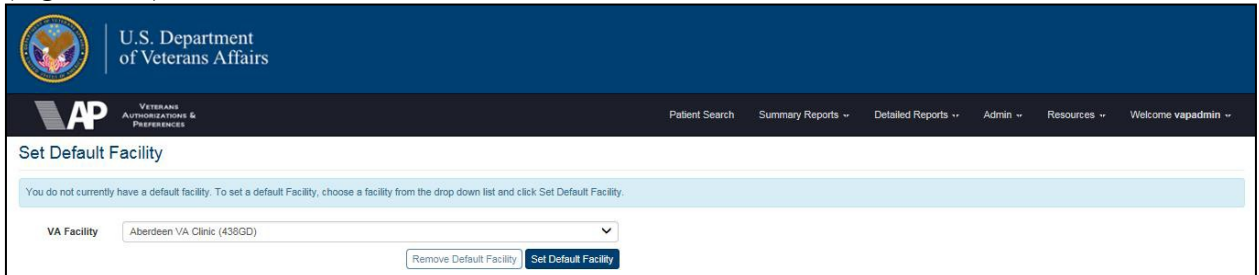 U.S. Department
of Veterans Affairs
VAP
VETERANS
AUTHORIZATIONS &
PREFERENCES
Patient Search Summary Reports Detailed Reports Admin Resources Welcome vapadmin
Set Default Facility
You do not currently have a default facility. To set a default Facility, choose a facility from the drop down list and click Set Default Facility.
VA Facility Aberdeen VA Clinic (438GD)
Remove Default Facility Set Default Facility